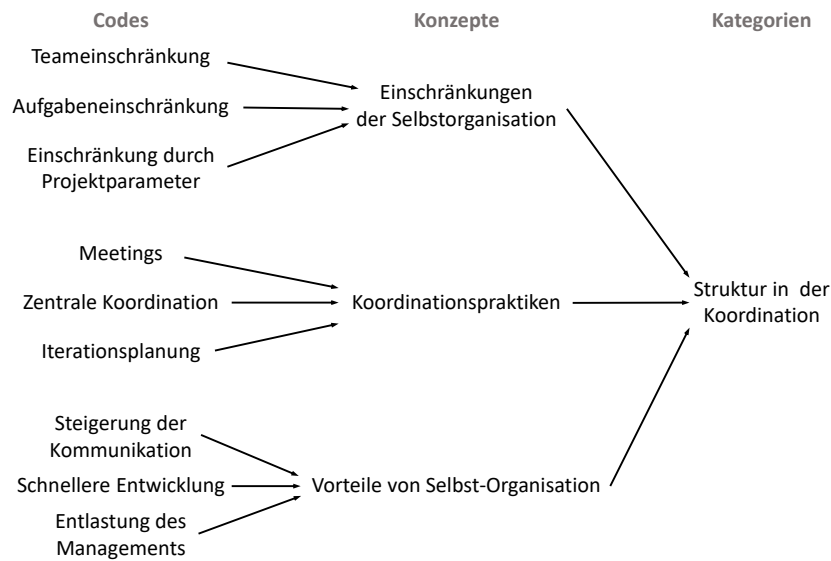 Codes
Konzepte
Kategorien
Teameinschränkung
Aufgabeneinschränkung
Einschränkung durch
Projektparameter
Einschränkungen
der Selbstorganisation
Meetings
Zentrale Koordination
Iterationsplanung
Koordinationspraktiken
Struktur in der
Koordination
Steigerung der
Kommunikation
Schnellere Entwicklung
Entlastung des
Managements
Vorteile von Selbst-Organisation